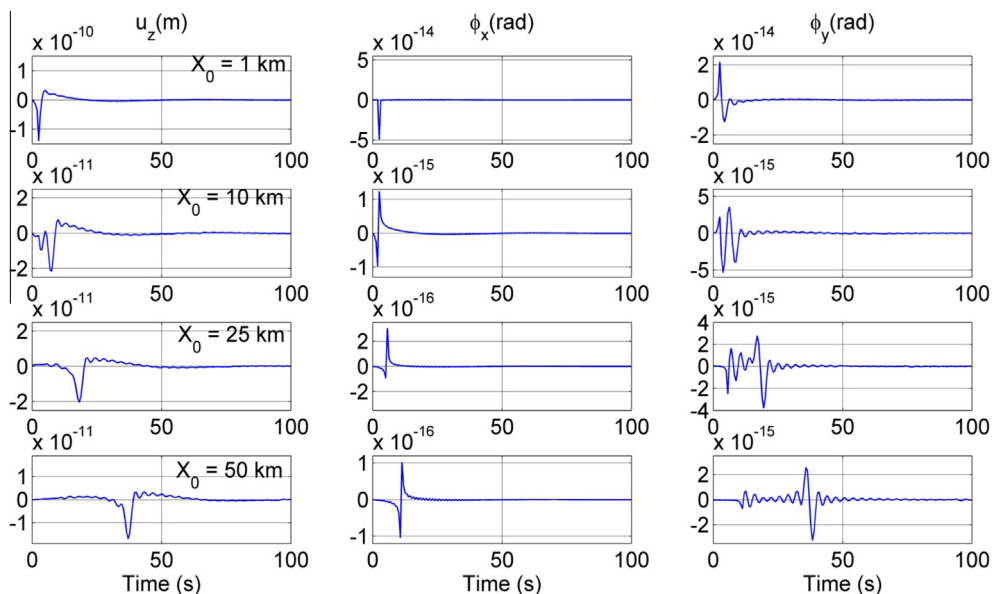 u_z(m)
ϕ_x(rad)
ϕ_y(rad)
x 10^-10
x 10^-14
x 10^-14
X_0 = 1 km
1
0
-1
0 50 100
5
0
-5
0 50 100
2
0
-2
0 50 100
x 10^-11
x 10^-15
x 10^-15
X_0 = 10 km
2
0
-2
0 50 100
1
0
-1
0 50 100
5
0
-5
0 50 100
x 10^-11
x 10^-16
x 10^-15
X_0 = 25 km
2
0
-2
0 50 100
2
0
-2
0 50 100
4
2
0
-2
-4
0 50 100
x 10^-11
x 10^-16
x 10^-15
X_0 = 50 km
1
0
-1
0 50 100
1
0
-1
0 50 100
2
0
-2
0 50 100
Time (s)
Time (s)
Time (s)